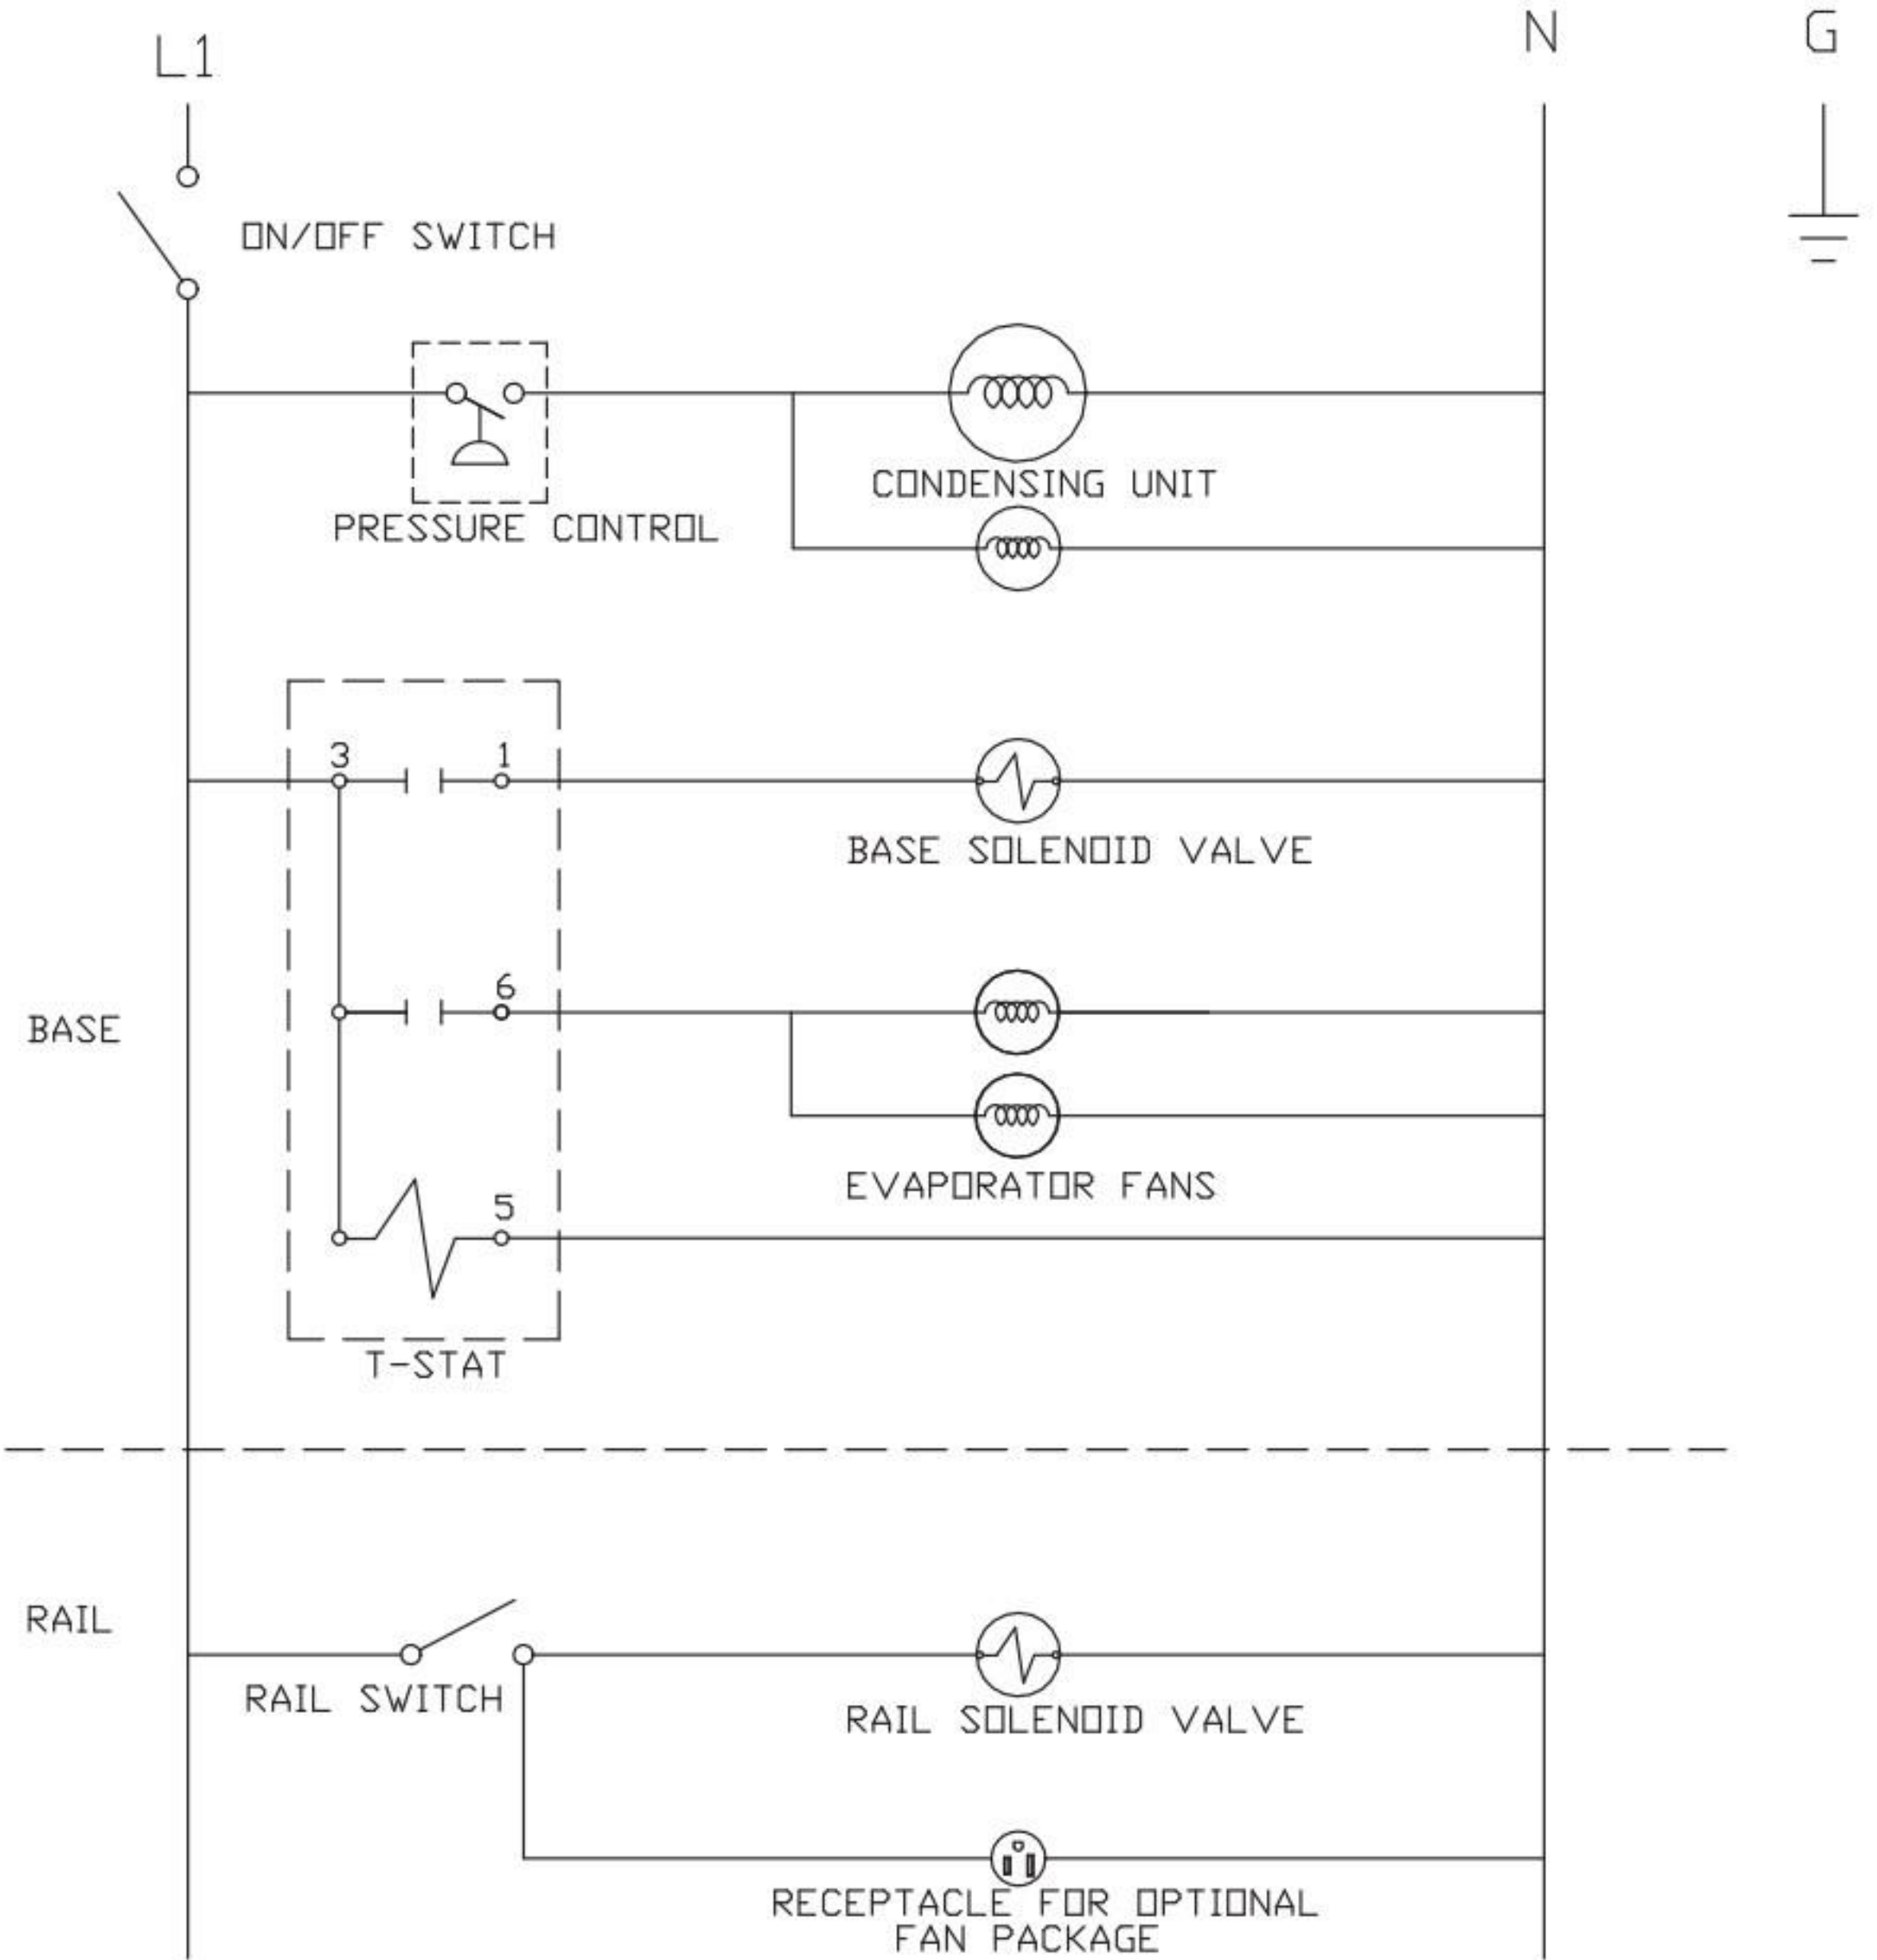 L1
N
G
ON/OFF SWITCH
CONDENSING UNIT
PRESSURE CONTROL
3
1
BASE SOLENOID VALVE
6
BASE
EVAPORATOR FANS
5
T-STAT
RAIL
RAIL SWITCH
RAIL SOLENOID VALVE
RECEPTACLE FOR OPTIONAL
FAN PACKAGE